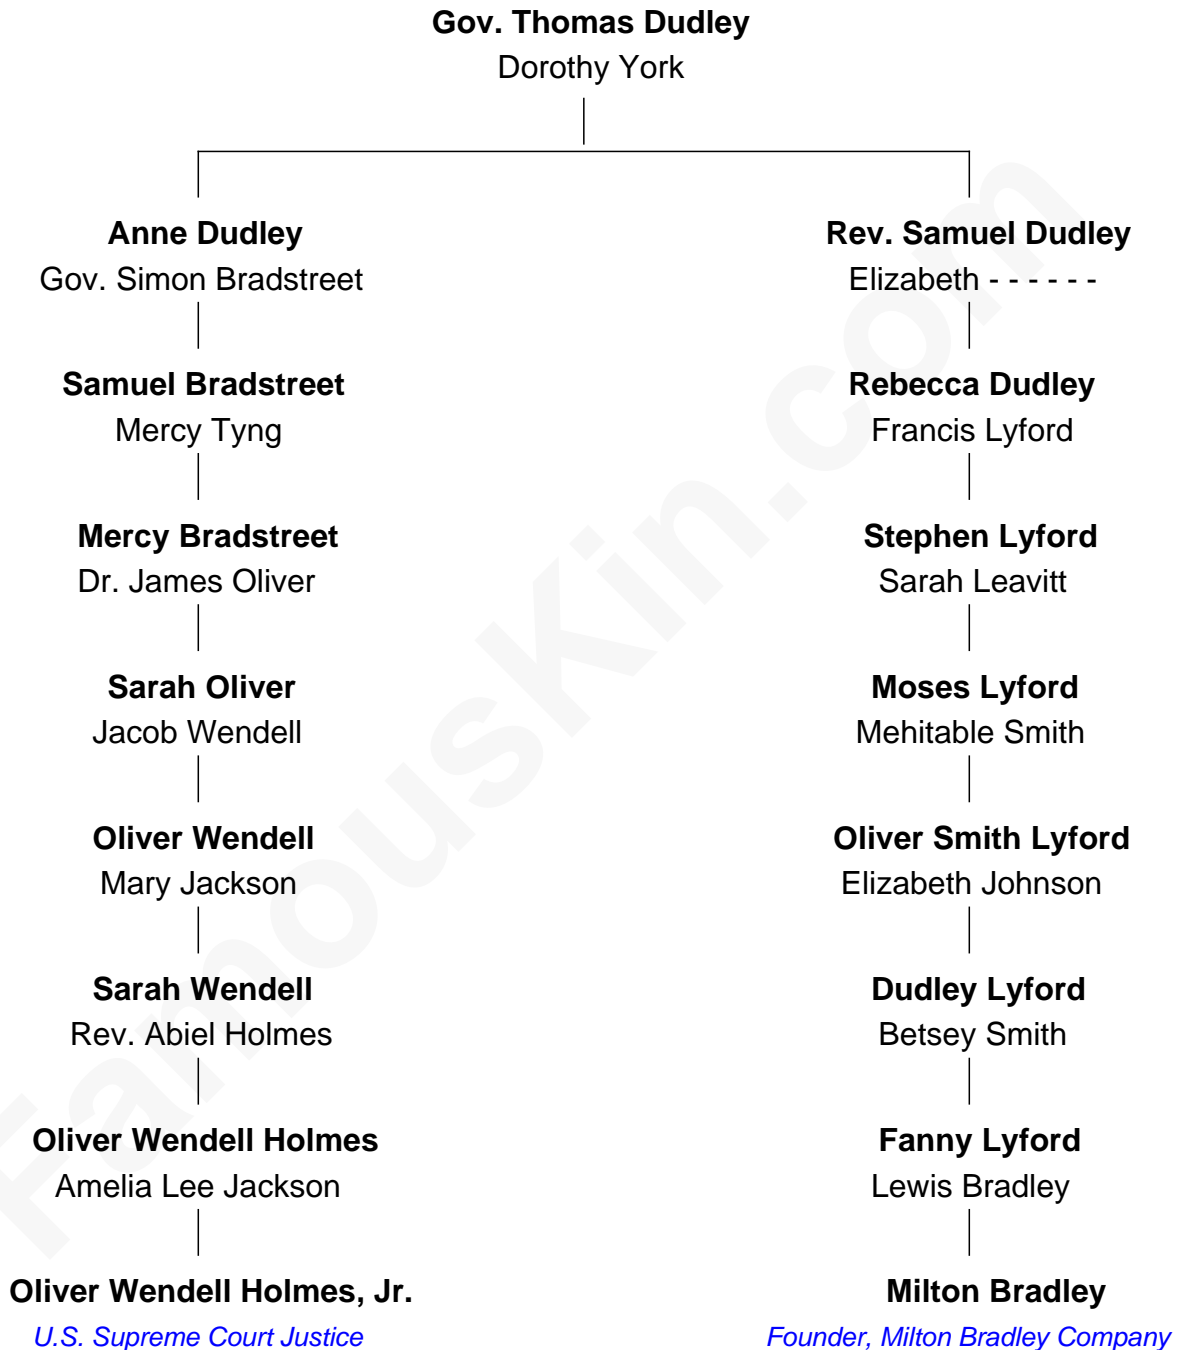 Gov. Thomas Dudley
Dorothy York
Anne Dudley
Gov. Simon Bradstreet
Samuel Bradstreet
Mercy Tyng
Mercy Bradstreet
Dr. James Oliver
Sarah Oliver
Jacob Wendell
Oliver Wendell
Mary Jackson
Sarah Wendell
Rev. Abiel Holmes
Oliver Wendell Holmes
Amelia Lee Jackson
Oliver Wendell Holmes, Jr.
U.S. Supreme Court Justice
Rev. Samuel Dudley
Elizabeth - - - - - -
Rebecca Dudley
Francis Lyford
Stephen Lyford
Sarah Leavitt
Moses Lyford
Mehitable Smith
Oliver Smith Lyford
Elizabeth Johnson
Dudley Lyford
Betsey Smith
Fanny Lyford
Lewis Bradley
Milton Bradley
Founder, Milton Bradley Company
FamousKin.com